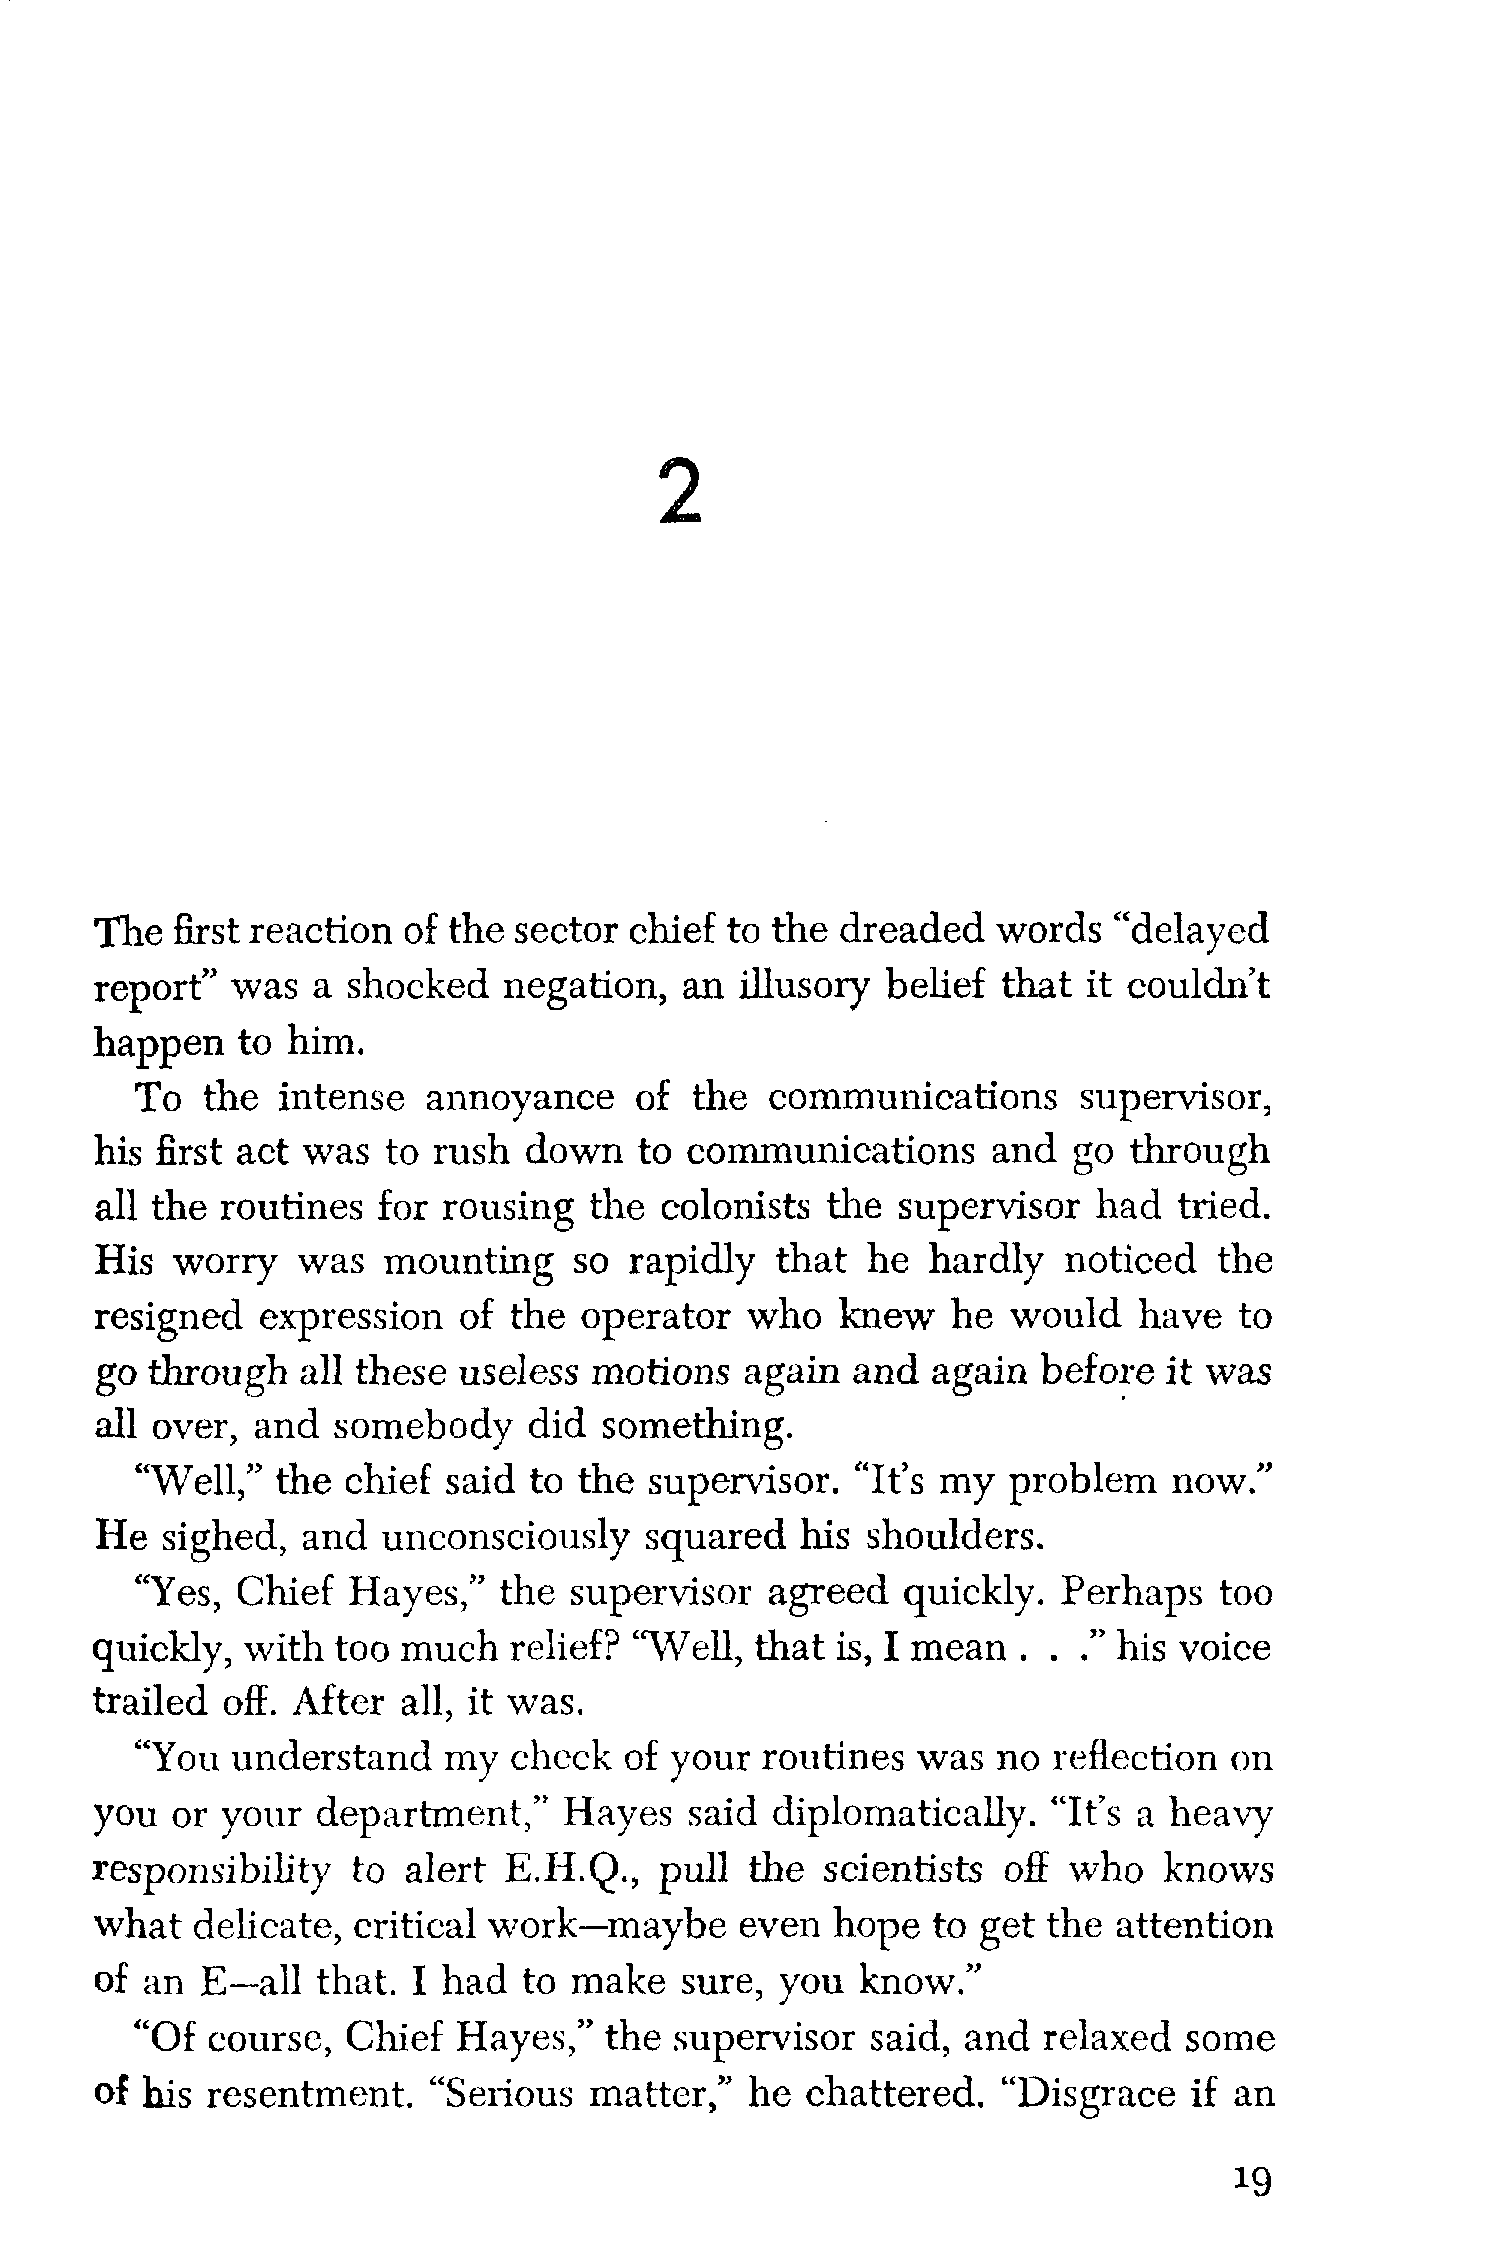 2
The first reaction of the sector chief to the dreaded words “delayed
report” was a shocked negation, an illusory belief that it couldn’t
happen to him.
To the intense annoyance of the communications supervisor,
his first act was to rush down to communications and go through
all the routines for rousing the colonists the supervisor had tried.
His worry was mounting so rapidly that he hardly noticed the
resigned expression of the operator who knew he would have to
go through all these useless motions again and again before it was
all over, and somebody did something.
“Well,” the chief said to the supervisor. “It’s my problem now.”
He sighed, and unconsciously squared his shoulders.
“Yes, Chief Hayes,” the supervisor agreed quickly. Perhaps too
quickly, with too much relief? “Well, that is, I mean . . .” his voice
trailed off. After all, it was.
“You understand my check of your routines was no reflection on
you or your department,” Hayes said diplomatically. “It’s a heavy
responsibility to alert E.H.Q., pull the scientists off who knows
what delicate, critical work—maybe even hope to get the attention
of an E—all that. I had to make sure, you know.”
“Of course, Chief Hayes,” the supervisor said, and relaxed some
of his resentment. “Serious matter,” he chattered. “Disgrace if an
19